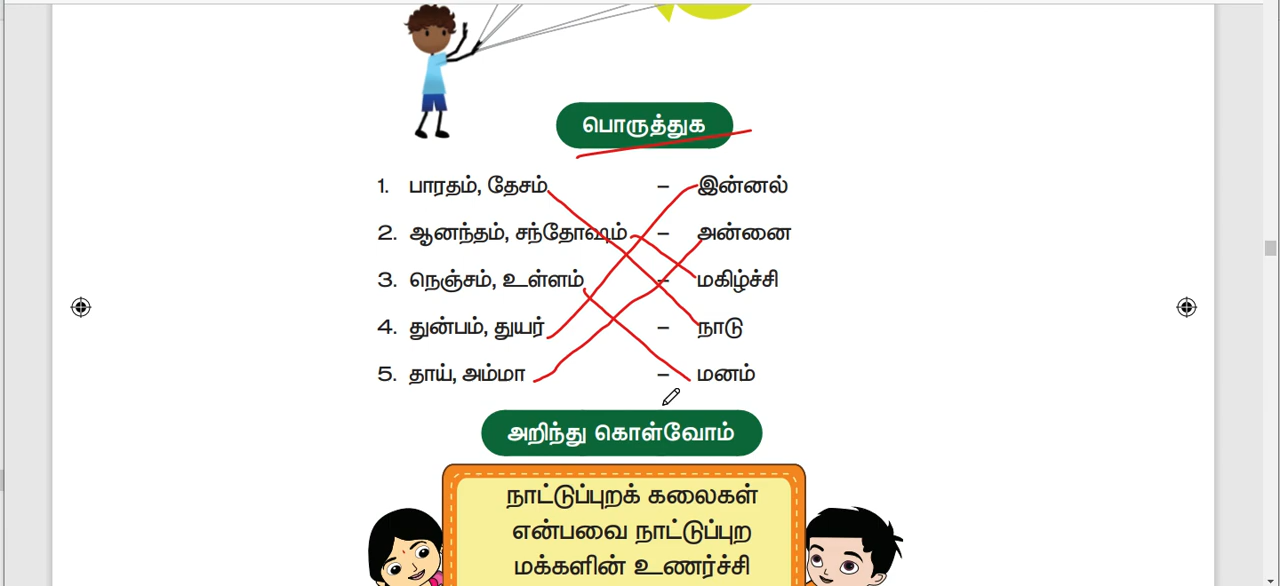 பொருத்துக
1. பாரதம், தேசம் – இன்னல்
2. ஆனந்தம், சந்தோஷம் – அன்னை
3. நெஞ்சம், உள்ளம் – மகிழ்ச்சி
4. துன்பம், துயர் – நாடு
5. தாய், அம்மா – மனம்
அறிந்து கொள்வோம்
நாட்டுப்புறக் கலைகள்
என்பவை நாட்டுப்புற
மக்களின் உணர்ச்சி